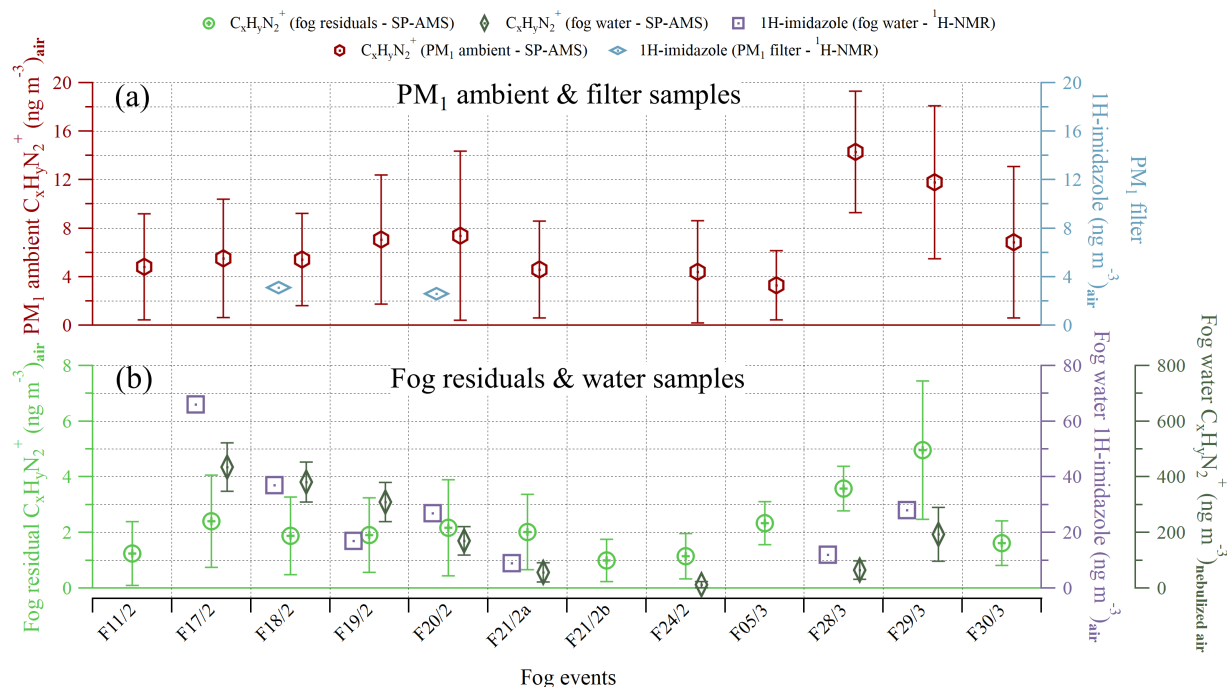 CxHyN2+ (fog residuals - SP-AMS) CxHyN2+ (fog water - SP-AMS) 1H-imidazole (fog water - 1H-NMR)
CxHyN2+ (PM1 ambient - SP-AMS) 1H-imidazole (PM1 filter - 1H-NMR)
(a) PM1 ambient & filter samples
PM1 ambient CxHyN2+ (ng m-3)air
20
16
12
8
4
0
20
16
12
8
4
0
1H-imidazole (ng m-3)air
PM1 filter
(b) Fog residuals & water samples
Fog residual CxHyN2+ (ng m-3)air
8
6
4
2
0
80
60
40
20
0
Fog water 1H-imidazole (ng m-3)air
800
600
400
200
0
Fog water CxHyN2+ (ng m-3)nebulized air
F11/2 F17/2 F18/2 F19/2 F20/2 F21/2a F21/2b F24/2 F05/3 F28/3 F29/3 F30/3
Fog events